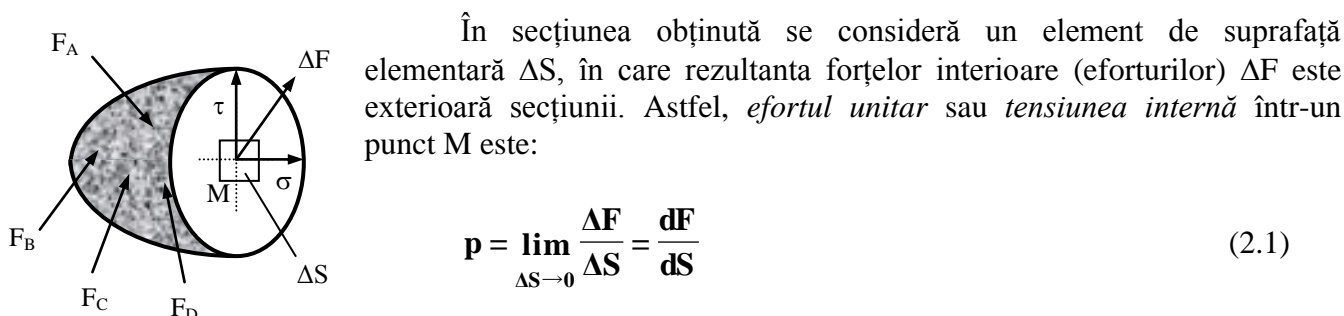 În secțiunea obținută se consideră un element de suprafață
elementară ΔS, în care rezultanta forțelor interioare (eforturilor) ΔF este
exterioară secțiunii. Astfel, efortul unitar sau tensiunea internă într-un
punct M este:
p = lim ΔF/ΔS = dF/dS (2.1)
ΔS→0
F_A
ΔF
τ
M
σ
F_B
ΔS
F_C
F_D